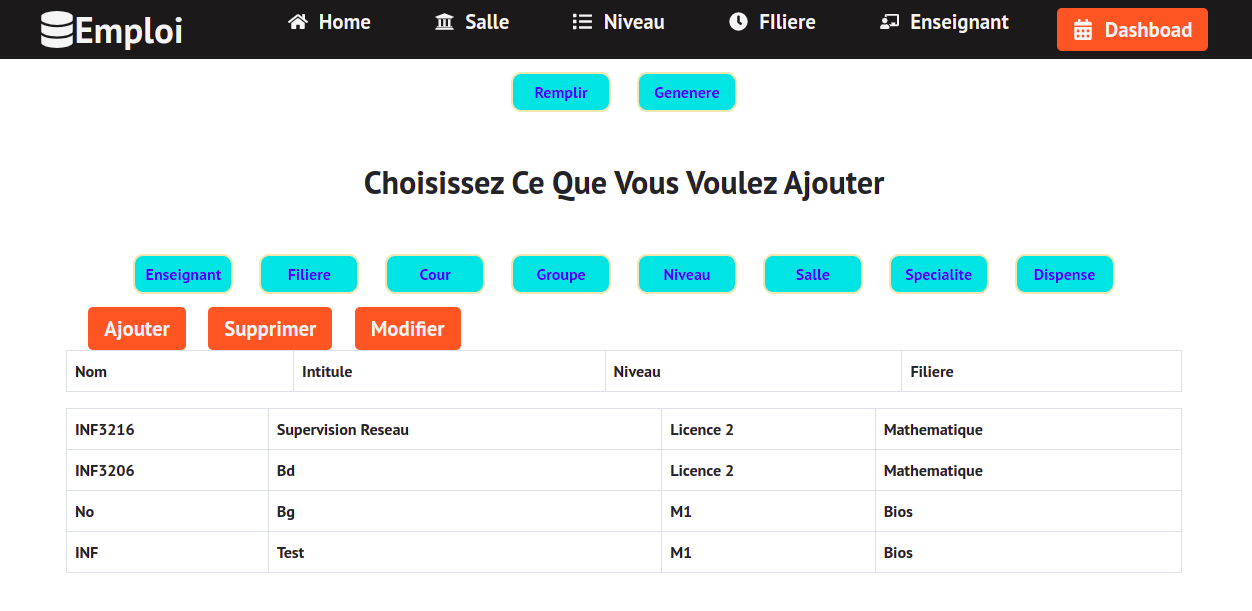 Emploi Home Salle Niveau FIliere Enseignant Dashboad
Remplir Genenere
Choisissez Ce Que Vous Voulez Ajouter
Enseignant Filiere Cour Groupe Niveau Salle Specialite Dispense
Ajouter Supprimer Modifier
Nom Intitule Niveau Filiere
INF3216 Supervision Reseau Licence 2 Mathematique
INF3206 Bd Licence 2 Mathematique
No Bg M1 Bios
INF Test M1 Bios